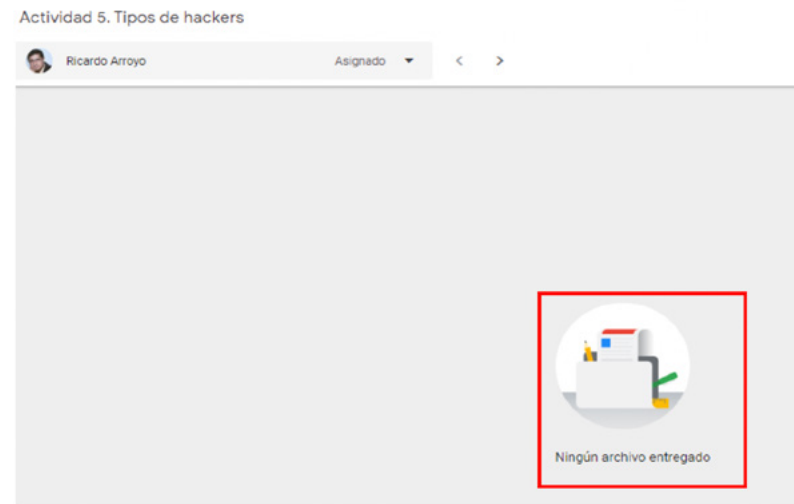 Actividad 5. Tipos de hackers
Ricardo Arroyo Asignado
Ningún archivo entregado